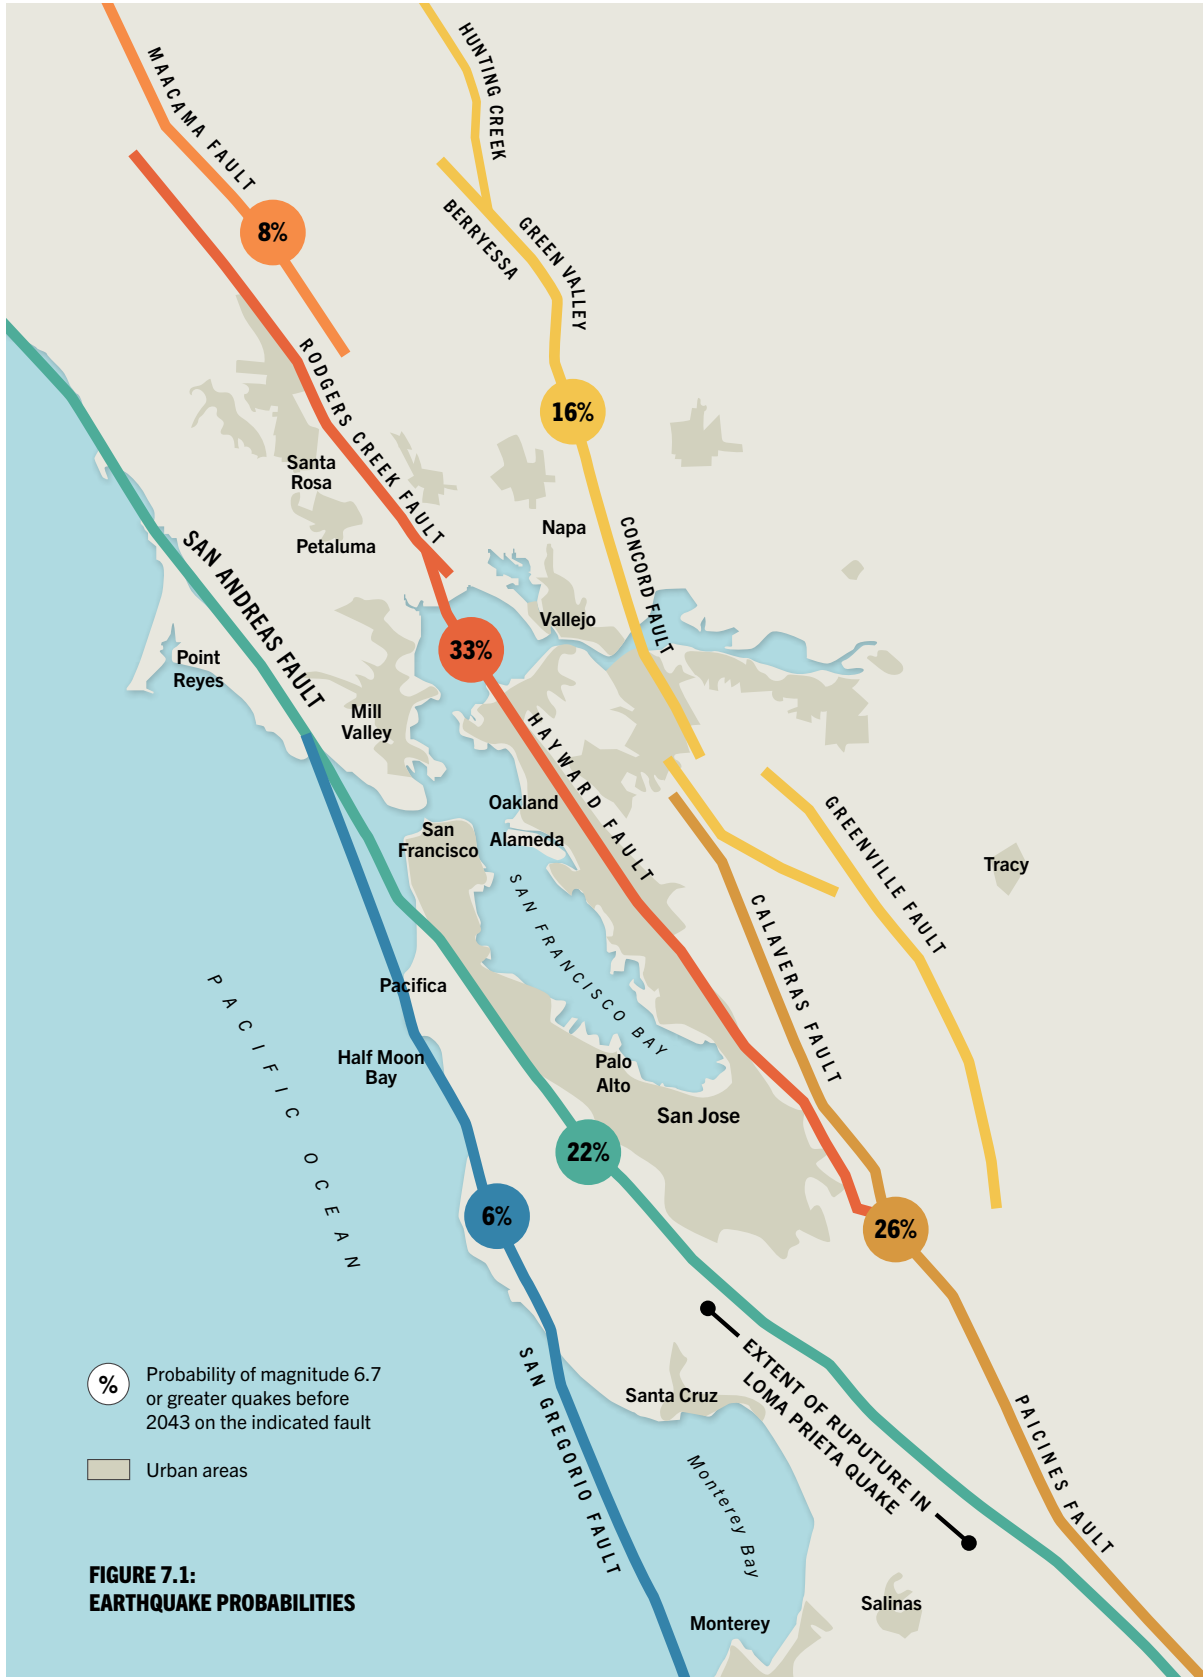 MAACAMA FAULT
HUNTING CREEK
BERRYESSA
GREEN VALLEY
8%
16%
RODGERS CREEK FAULT
Santa
Rosa
Petaluma
Napa
CONCORD FAULT
SAN ANDREAS FAULT
Vallejo
33%
Point
Reyes
Mill
Valley
HAYWARD FAULT
Oakland
Alameda
San
Francisco
GREENVILLE FAULT
Tracy
CALAVERAS FAULT
SAN FRANCISCO BAY
PACIFIC OCEAN
Pacifica
Half Moon
Bay
Palo
Alto
San Jose
22%
6%
26%
EXTENT OF RUPUTURE IN
LOMA PRIETA QUAKE
SAN GREGORIO FAULT
Santa Cruz
PAICINES FAULT
Monterey Bay
Salinas
Monterey
%
Probability of magnitude 6.7
or greater quakes before
2043 on the indicated fault
Urban areas
FIGURE 7.1:
EARTHQUAKE PROBABILITIES